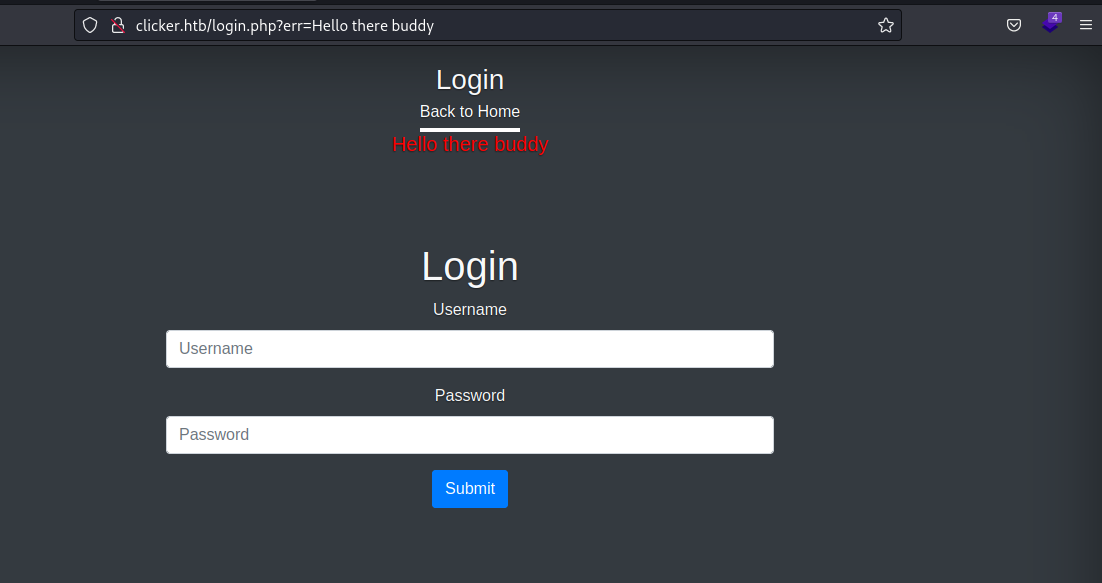 clicker.htb/login.php?err=Hello there buddy
4
Login
Back to Home
Hello there buddy
Login
Username
Username
Password
Password
Submit